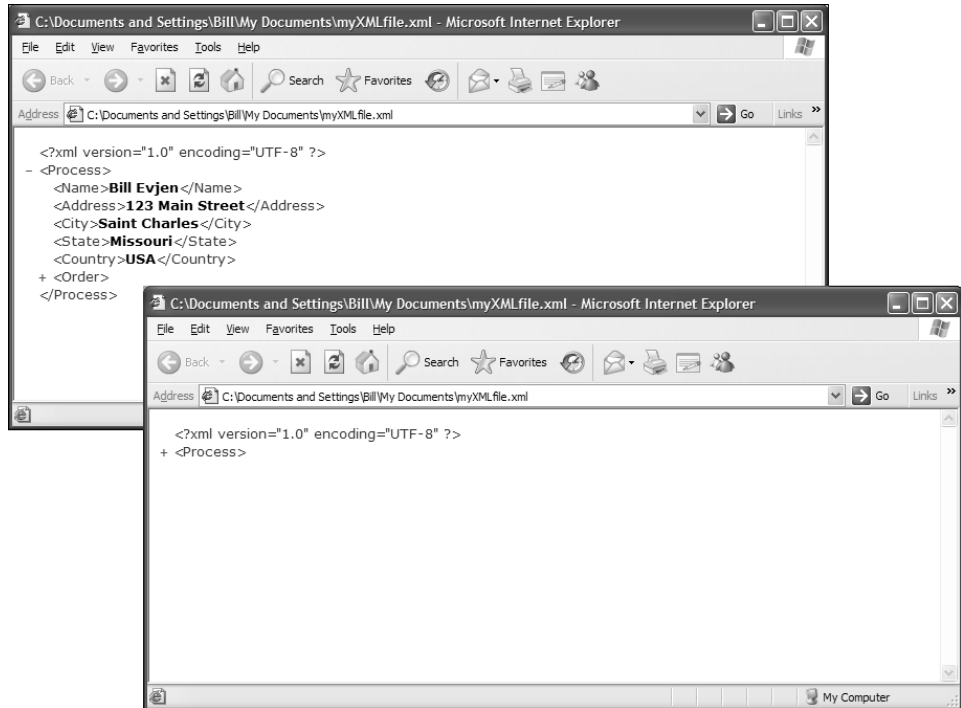 C:\Documents and Settings\Bill\My Documents\myXMLfile.xml - Microsoft Internet Explorer
File Edit View Favorites Tools Help
Back Search Favorites
Address C:\Documents and Settings\Bill\My Documents\myXMLfile.xml Go Links »
<?xml version="1.0" encoding="UTF-8" ?>
- <Process>
<Name>Bill Evjen</Name>
<Address>123 Main Street</Address>
<City>Saint Charles</City>
<State>Missouri</State>
<Country>USA</Country>
+ <Order>
</Process>
C:\Documents and Settings\Bill\My Documents\myXMLfile.xml - Microsoft Internet Explorer
File Edit View Favorites Tools Help
Back Search Favorites
Address C:\Documents and Settings\Bill\My Documents\myXMLfile.xml Go Links »
<?xml version="1.0" encoding="UTF-8" ?>
+ <Process>
My Computer